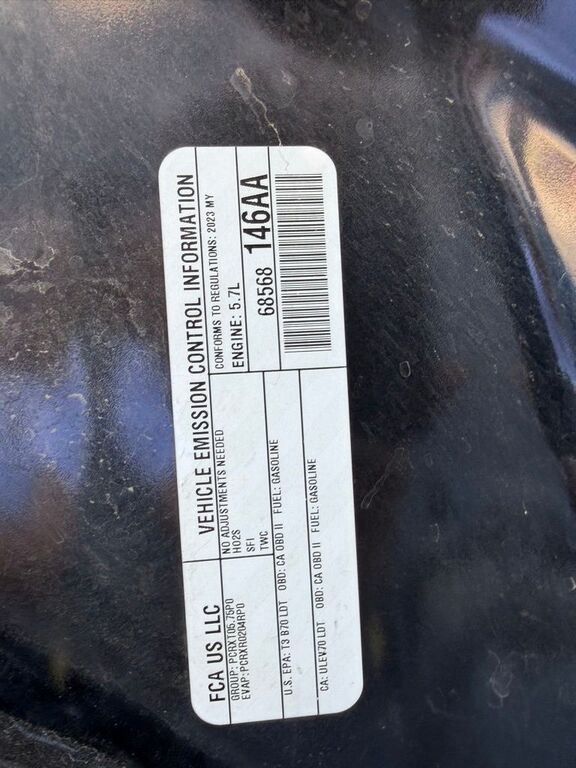 FCA US LLC
VEHICLE EMISSION CONTROL INFORMATION
GROUP: PCRXT05.75P0
EVAP: PCRXR0204RP0
NO ADJUSTMENTS NEEDED
HO2S
SFI
TWC
CONFORMS TO REGULATIONS: 2023 MY
ENGINE: 5.7L
U.S. EPA: T3 B70 LDT OBD: CA OBD II FUEL: GASOLINE
CA: ULEV70 LDT OBD: CA OBD II FUEL: GASOLINE
68568
146AA